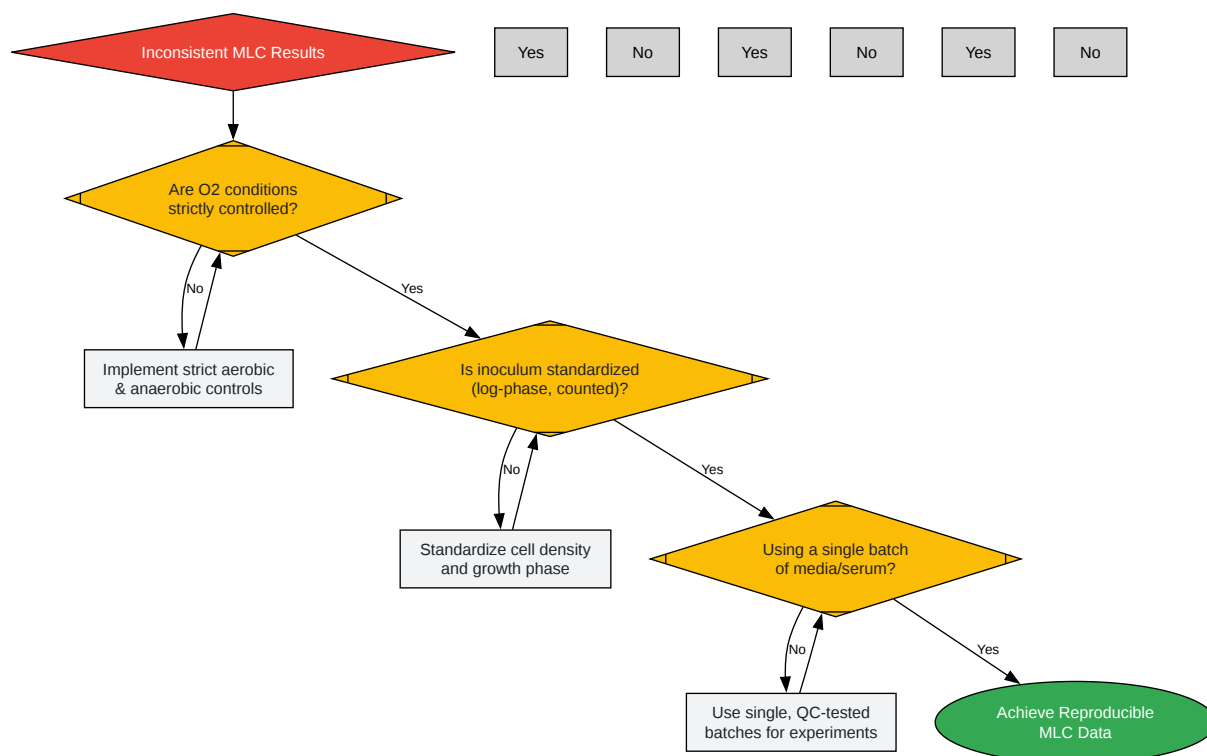 Inconsistent MLC Results
Yes
No
Yes
No
Yes
No
Are O2 conditions
strictly controlled?
No
Yes
Implement strict aerobic
& anaerobic controls
Is inoculum standardized
(log-phase, counted)?
No
Yes
Standardize cell density
and growth phase
Using a single batch
of media/serum?
No
Yes
Use single, QC-tested
batches for experiments
Achieve Reproducible
MLC Data